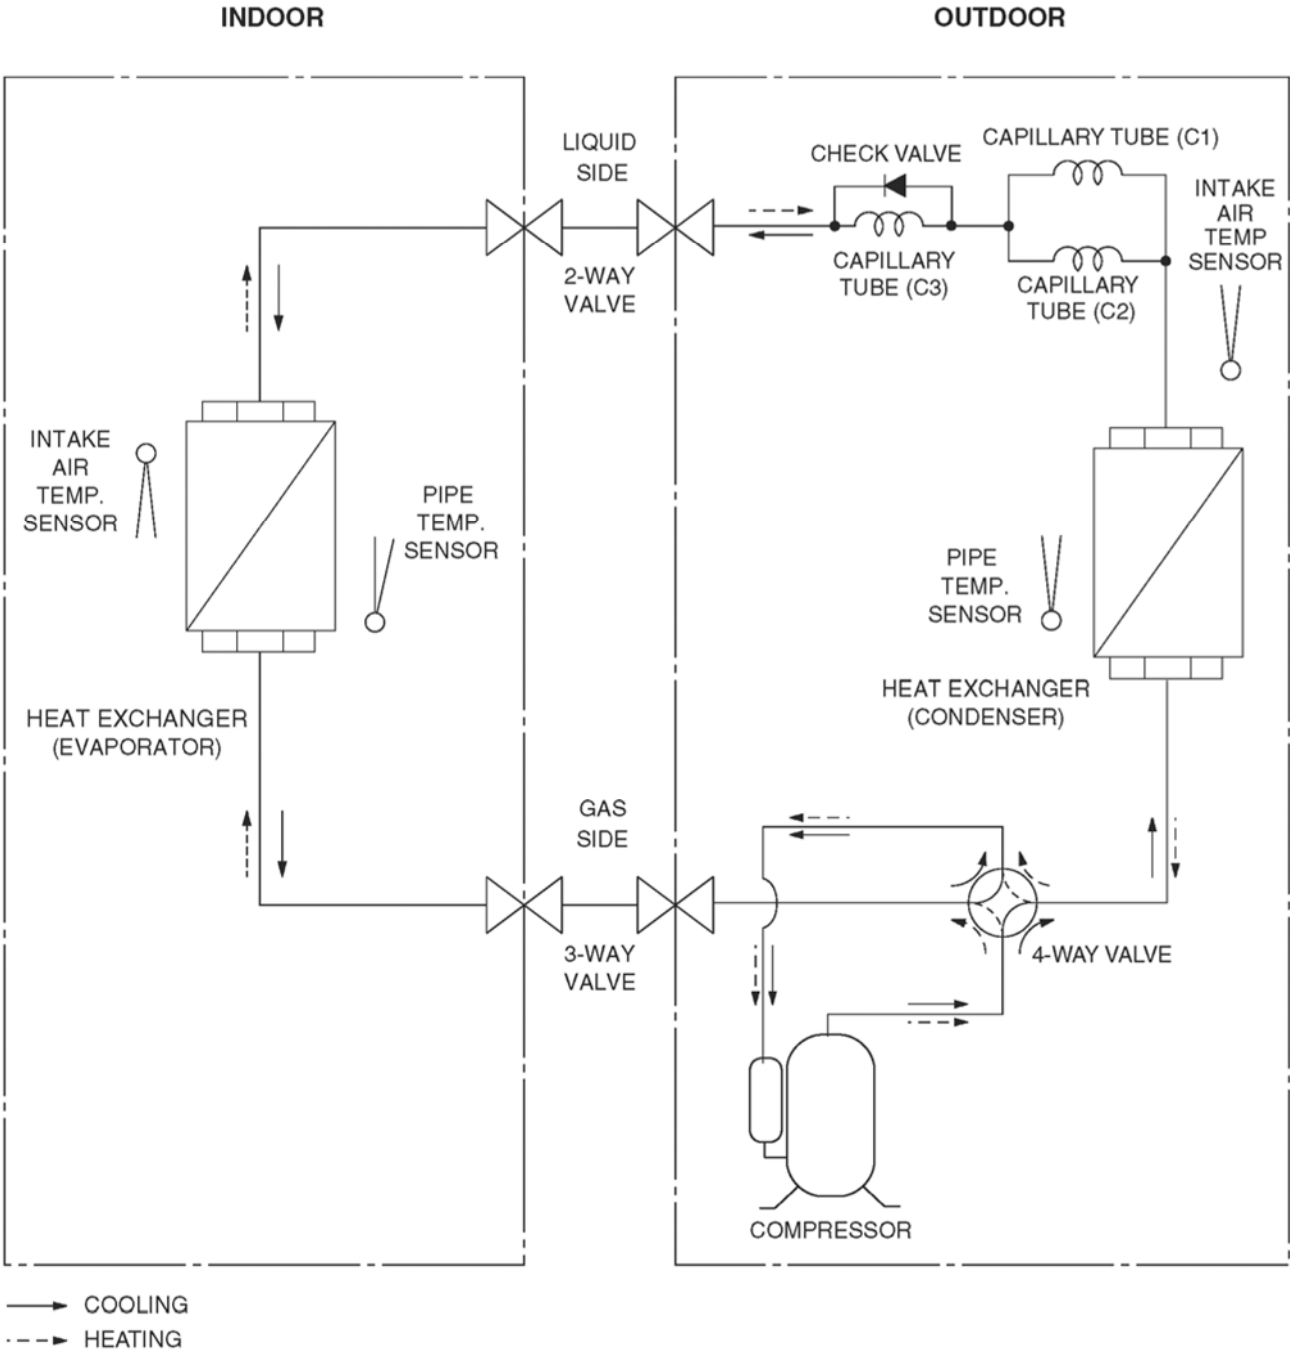 INDOOR
OUTDOOR
LIQUID
SIDE
2-WAY
VALVE
CHECK VALVE
CAPILLARY
TUBE (C3)
CAPILLARY TUBE (C1)
CAPILLARY
TUBE (C2)
INTAKE
AIR
TEMP
SENSOR
INTAKE
AIR
TEMP.
SENSOR
PIPE
TEMP.
SENSOR
PIPE
TEMP.
SENSOR
HEAT EXCHANGER
(EVAPORATOR)
HEAT EXCHANGER
(CONDENSER)
GAS
SIDE
3-WAY
VALVE
4-WAY VALVE
COMPRESSOR
COOLING
HEATING